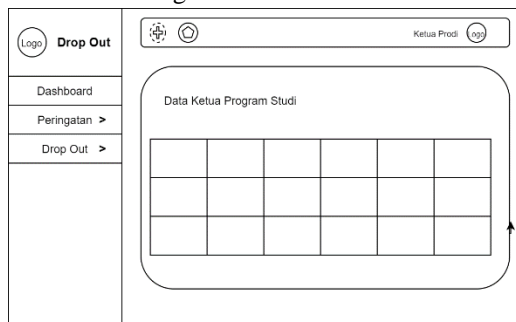 Logo Drop Out
Ketua Prodi Logo
Dashboard
Peringatan >
Drop Out >
Data Ketua Program Studi